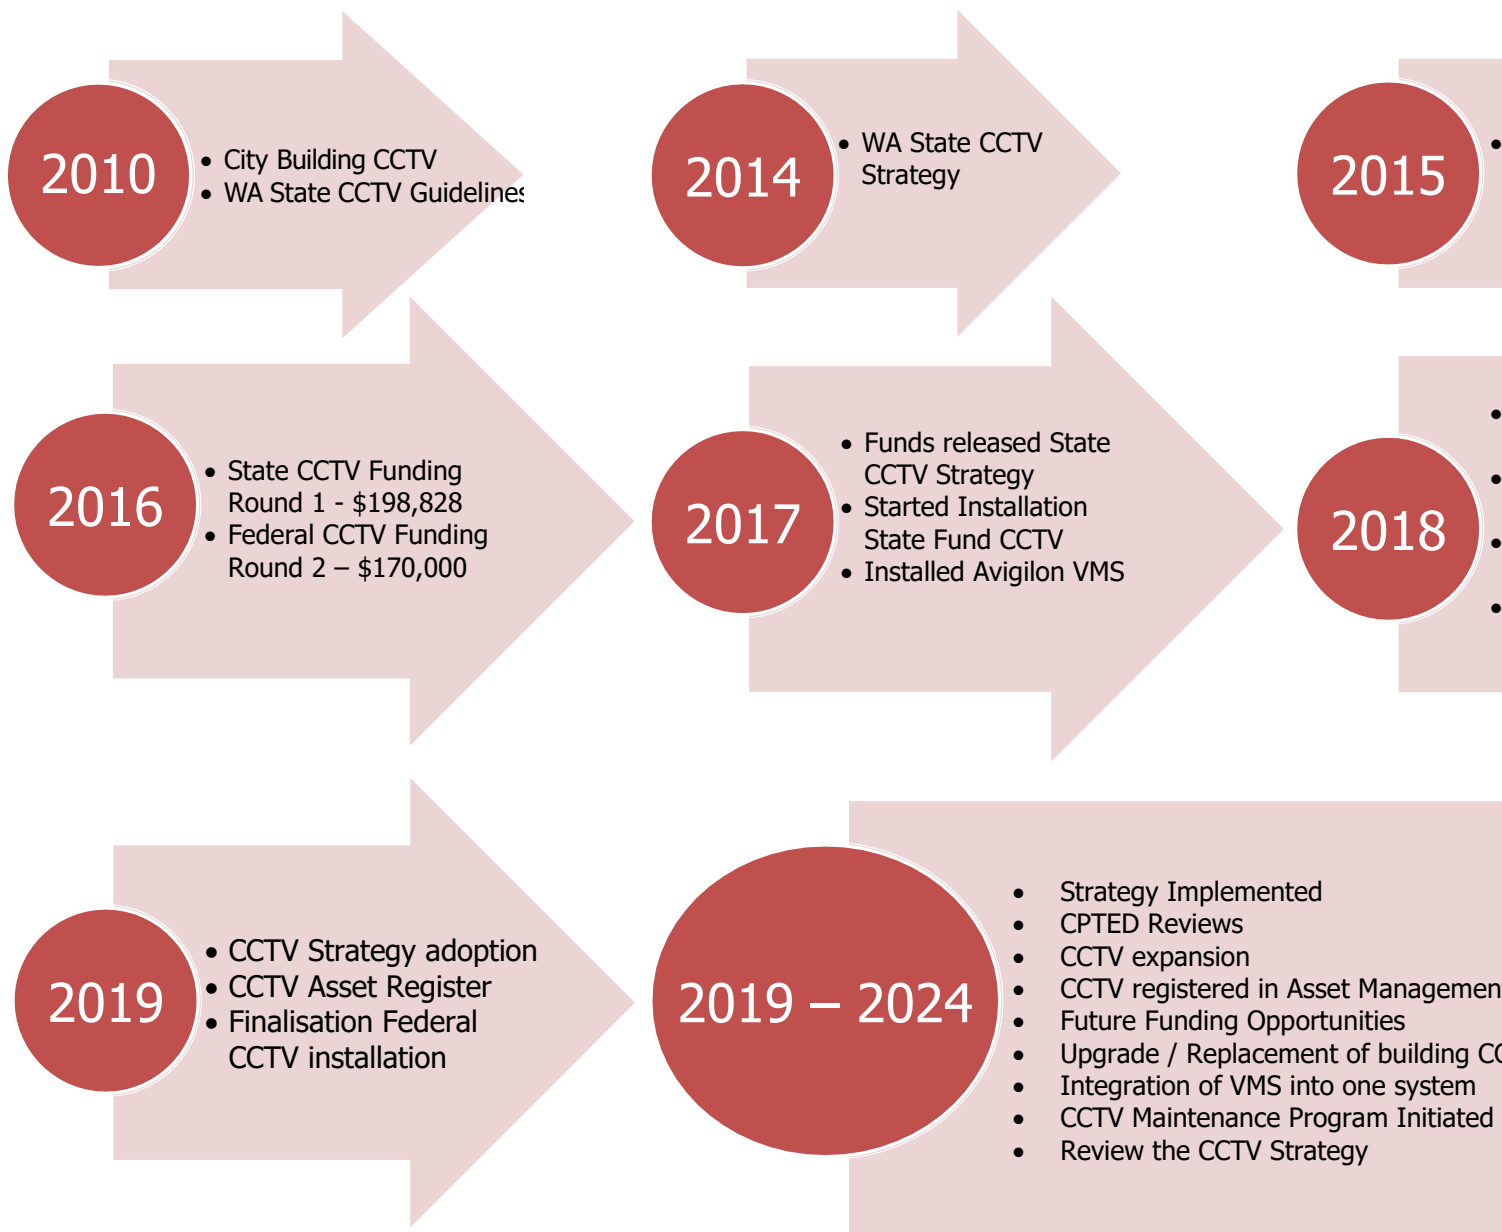 2010
• City Building CCTV
• WA State CCTV Guidelines
2014
• WA State CCTV
Strategy
2015
•
2016
• State CCTV Funding
Round 1 - $198,828
• Federal CCTV Funding
Round 2 – $170,000
2017
• Funds released State
CCTV Strategy
• Started Installation
State Fund CCTV
• Installed Avigilon VMS
2018
•
•
•
•
2019
• CCTV Strategy adoption
• CCTV Asset Register
• Finalisation Federal
CCTV installation
2019 – 2024
• Strategy Implemented
• CPTED Reviews
• CCTV expansion
• CCTV registered in Asset Management
• Future Funding Opportunities
• Upgrade / Replacement of building
• Integration of VMS into one system
• CCTV Maintenance Program Initiated
• Review the CCTV Strategy